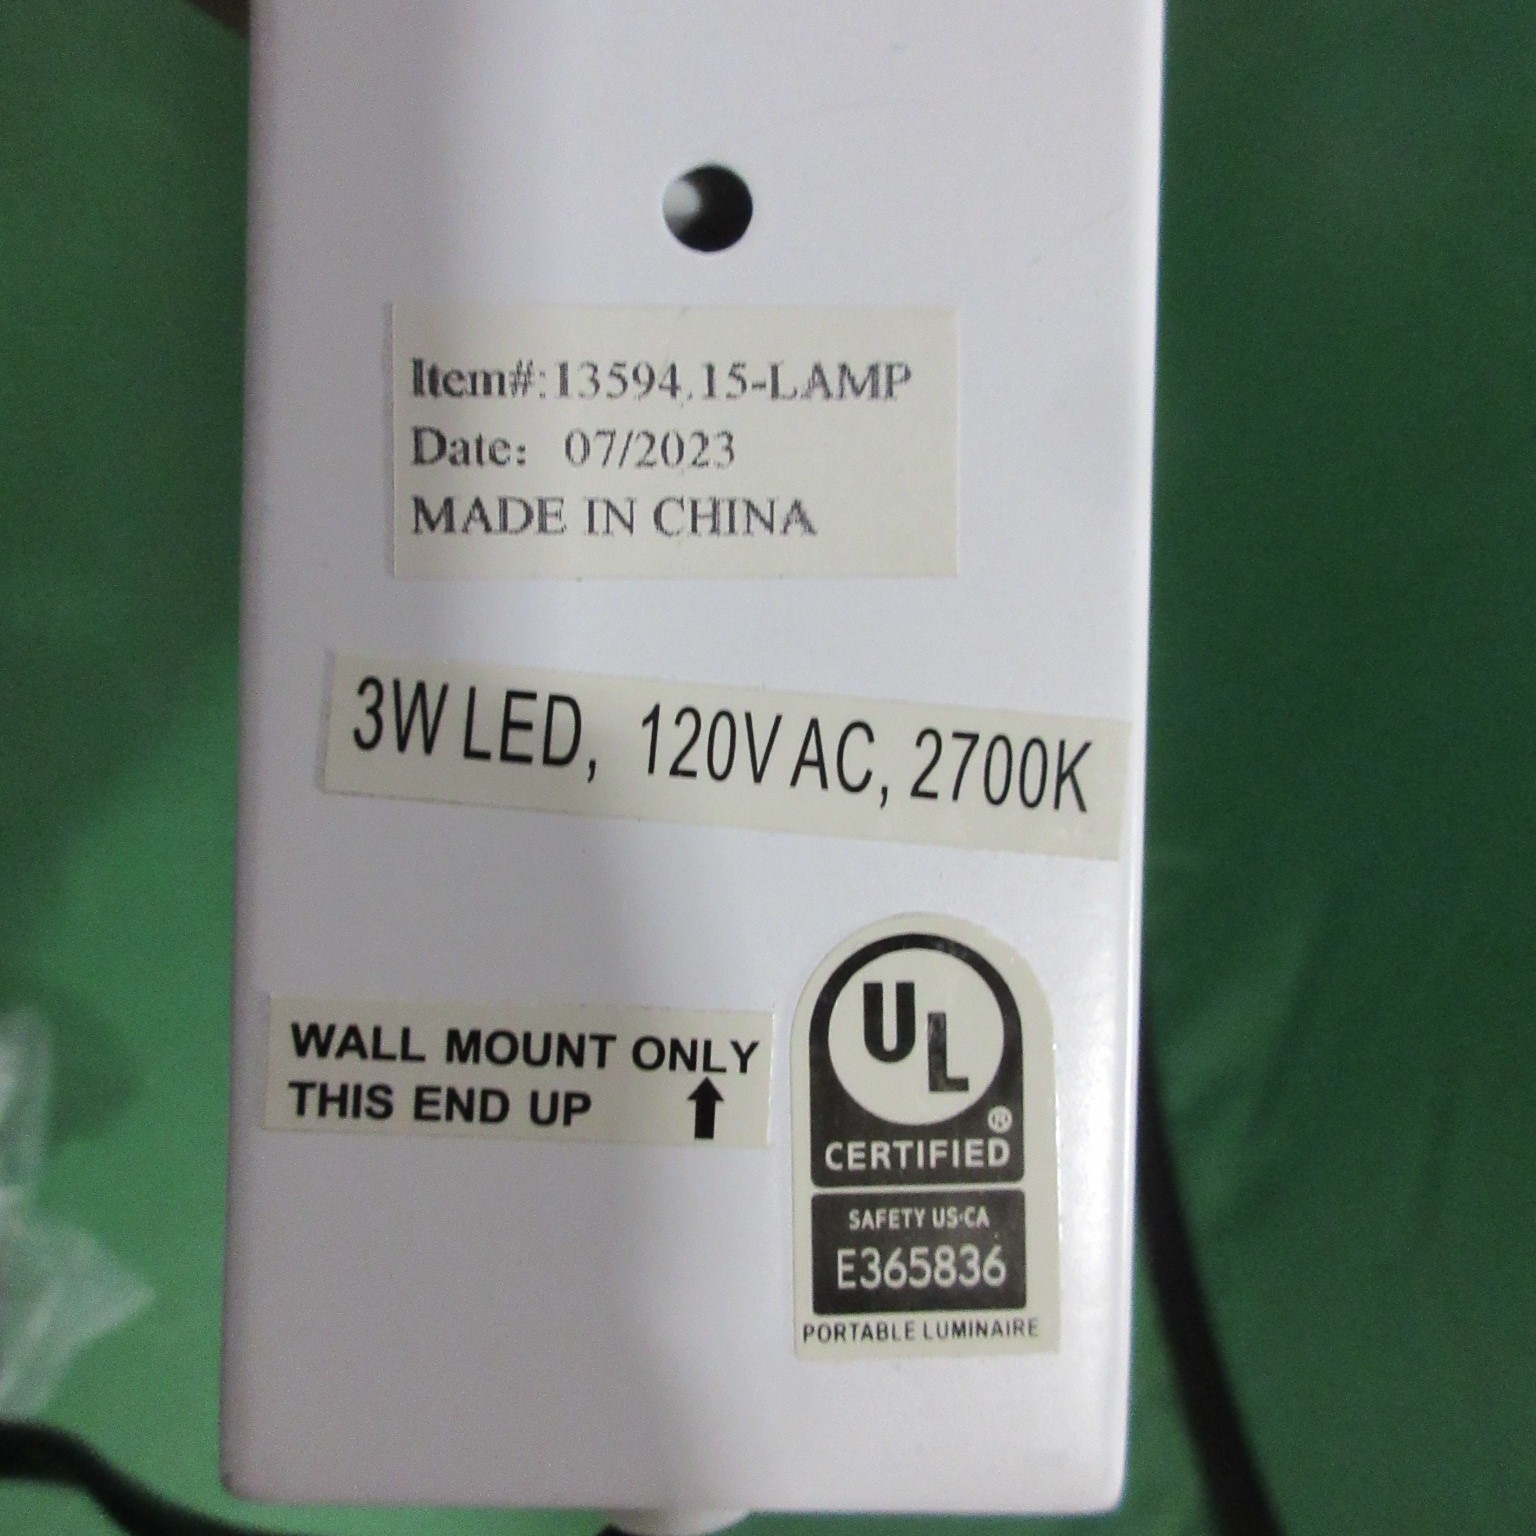 Item#:13594.15-LAMP
Date: 07/2023
MADE IN CHINA
3W LED, 120V AC, 2700K
WALL MOUNT ONLY
THIS END UP ↑
UL
®
CERTIFIED
SAFETY US·CA
E365836
PORTABLE LUMINAIRE